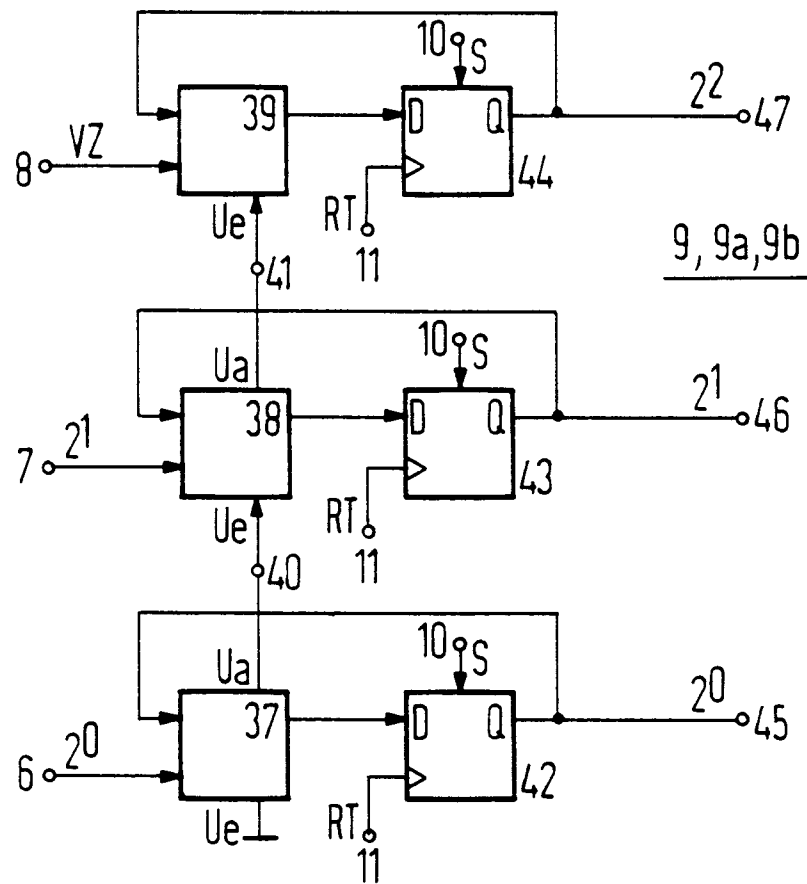 10 S
39 D Q 2² 47
8 VZ 44
Ue RT
41 11
9, 9a, 9b
10 S
Ua
38 D Q 2¹ 46
7 2¹ 43
Ue RT
40 11
10 S
Ua
37 D Q 2⁰ 45
6 2⁰ 42
Ue RT
11